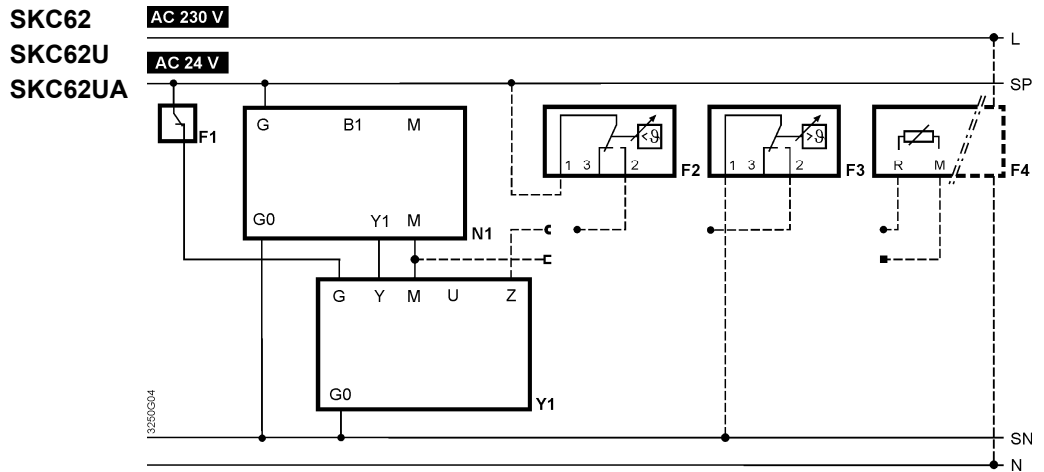 SKC62
SKC62U
SKC62UA
AC 230 V
L
AC 24 V
SP
F1
G B1 M
G0 Y1 M
N1
<ϑ
1 3 2
F2
>ϑ
1 3 2
F3
R M
F4
G Y M U Z
G0
Y1
3250G04
SN
N